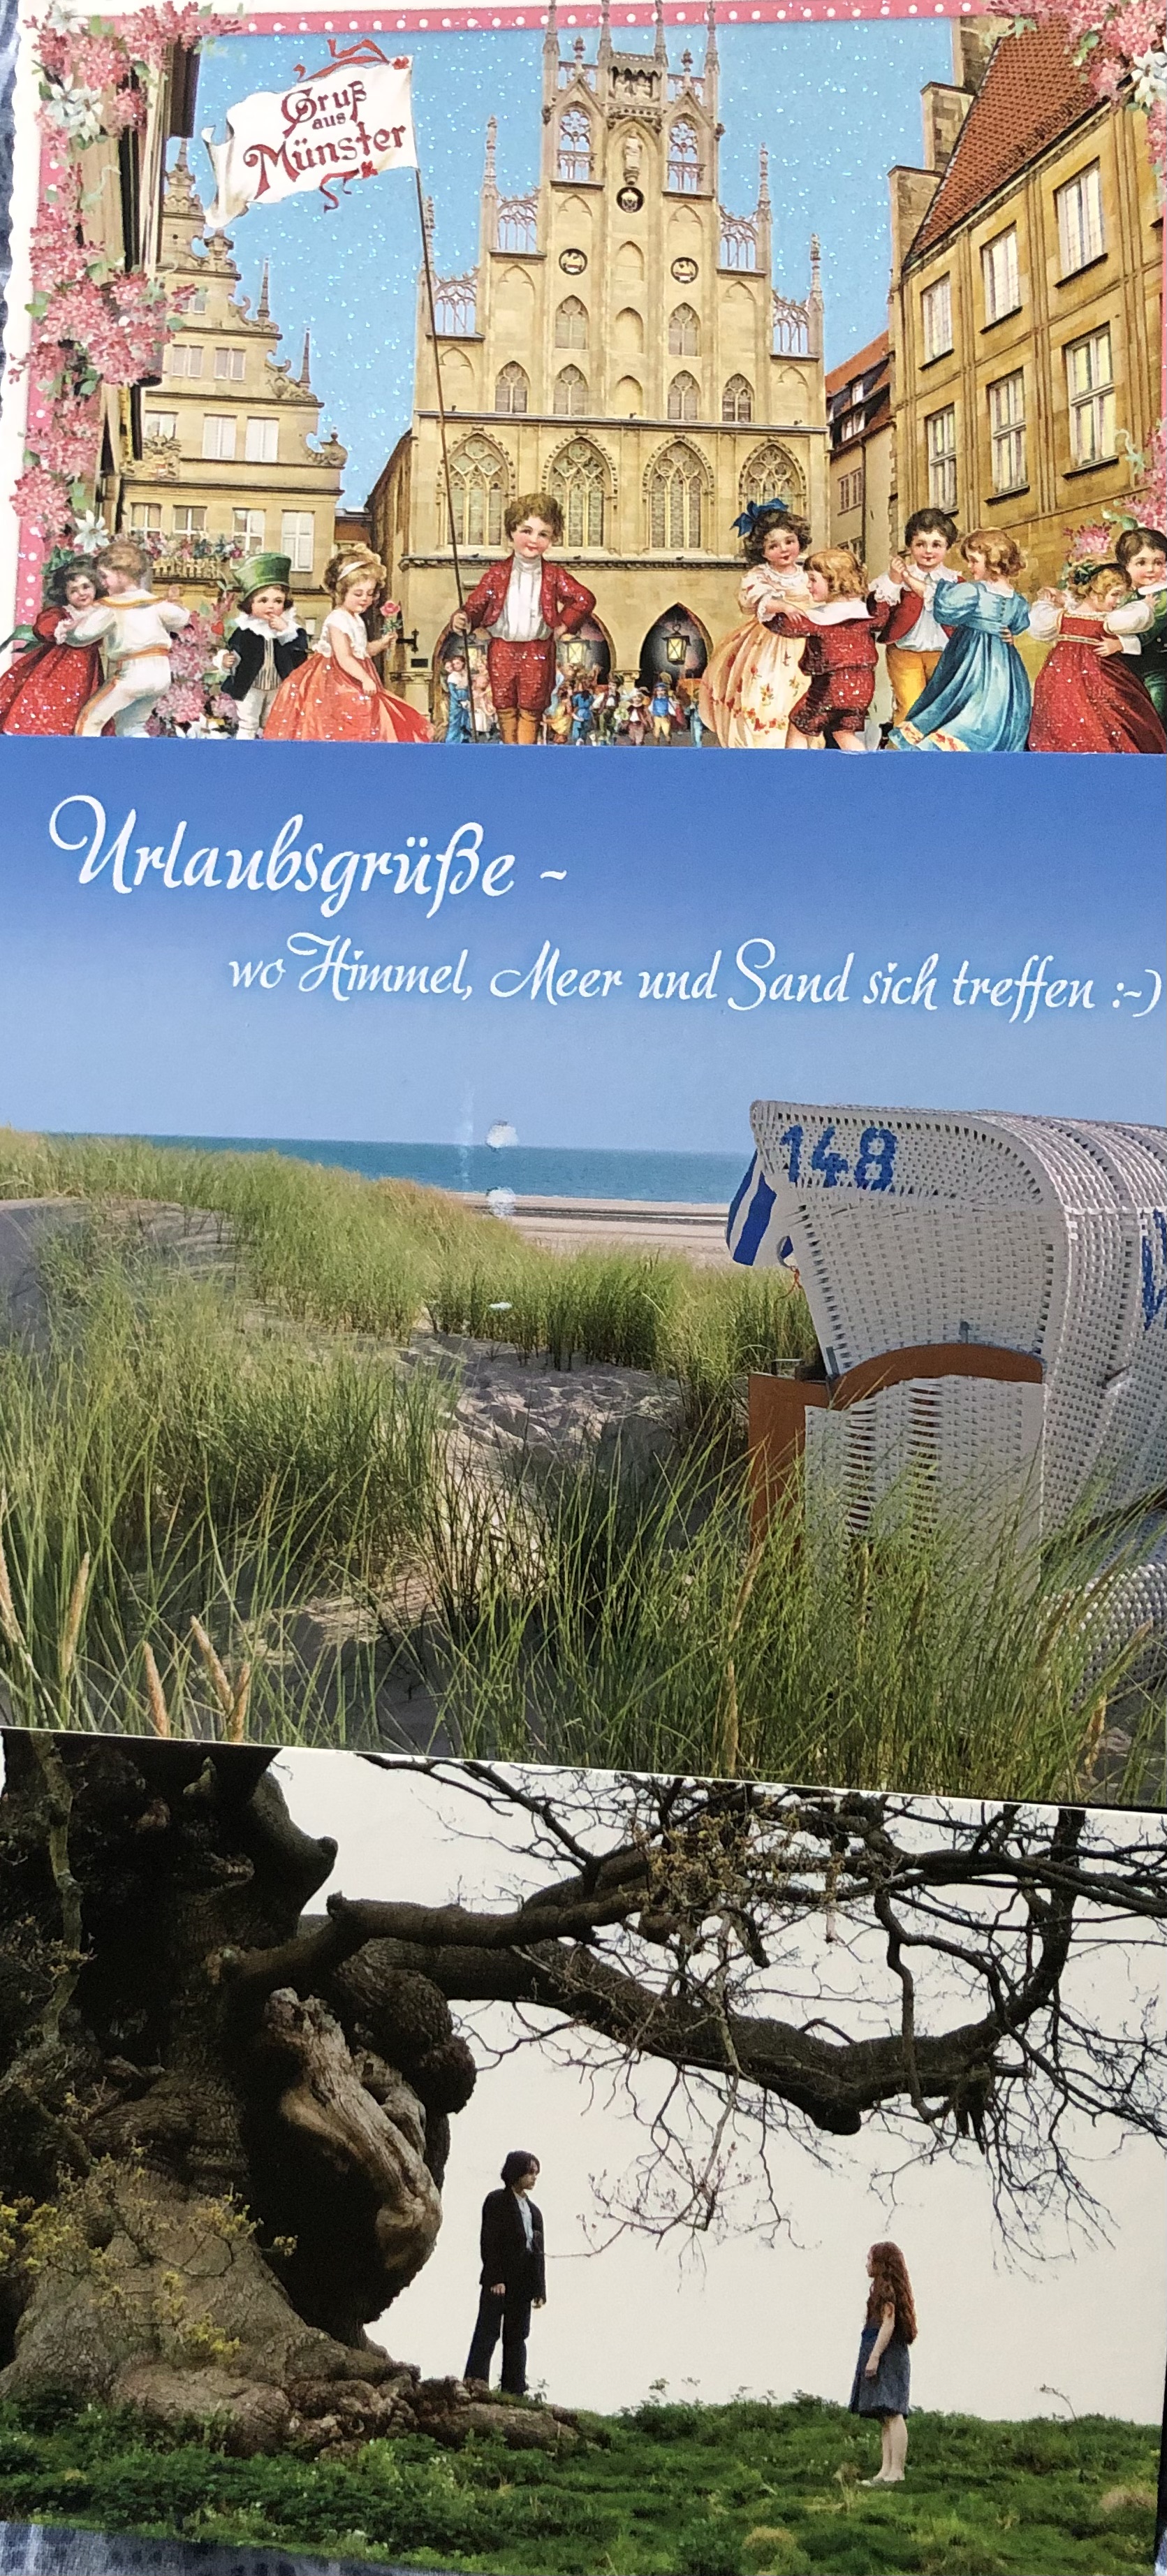 Gruß
aus
Münster
Urlaubsgrüße ~
wo Himmel, Meer und Sand sich treffen :~)
148